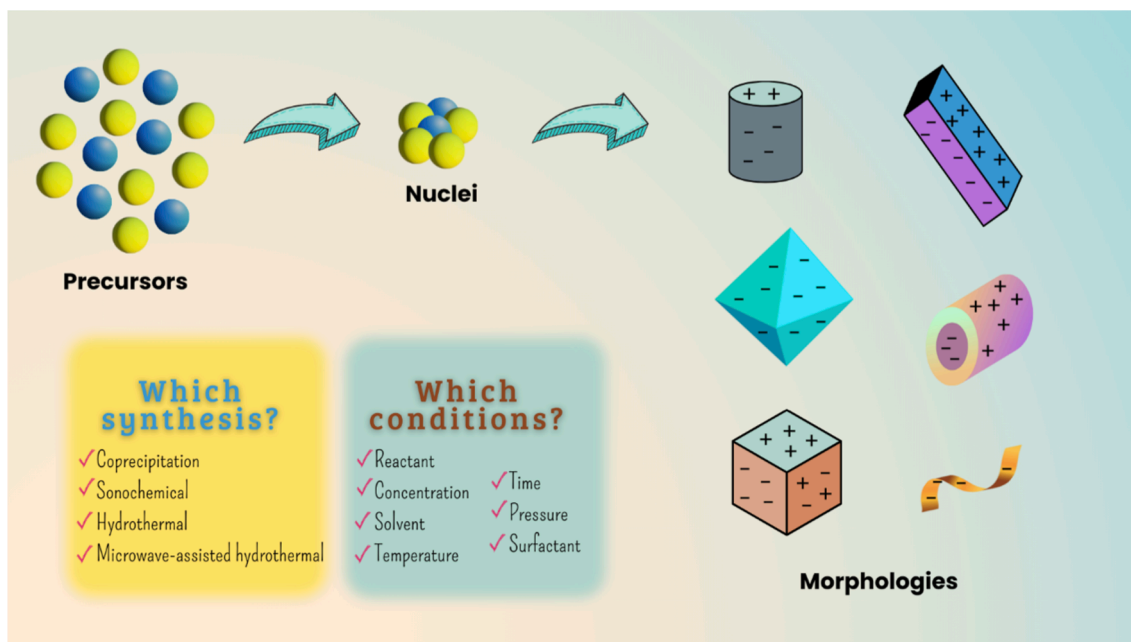 Precursors
Nuclei
Which
synthesis?
Coprecipitation
Sonochemical
Hydrothermal
Microwave-assisted hydrothermal
Which
conditions?
Reactant
Concentration
Solvent
Temperature
Time
Pressure
Surfactant
Morphologies